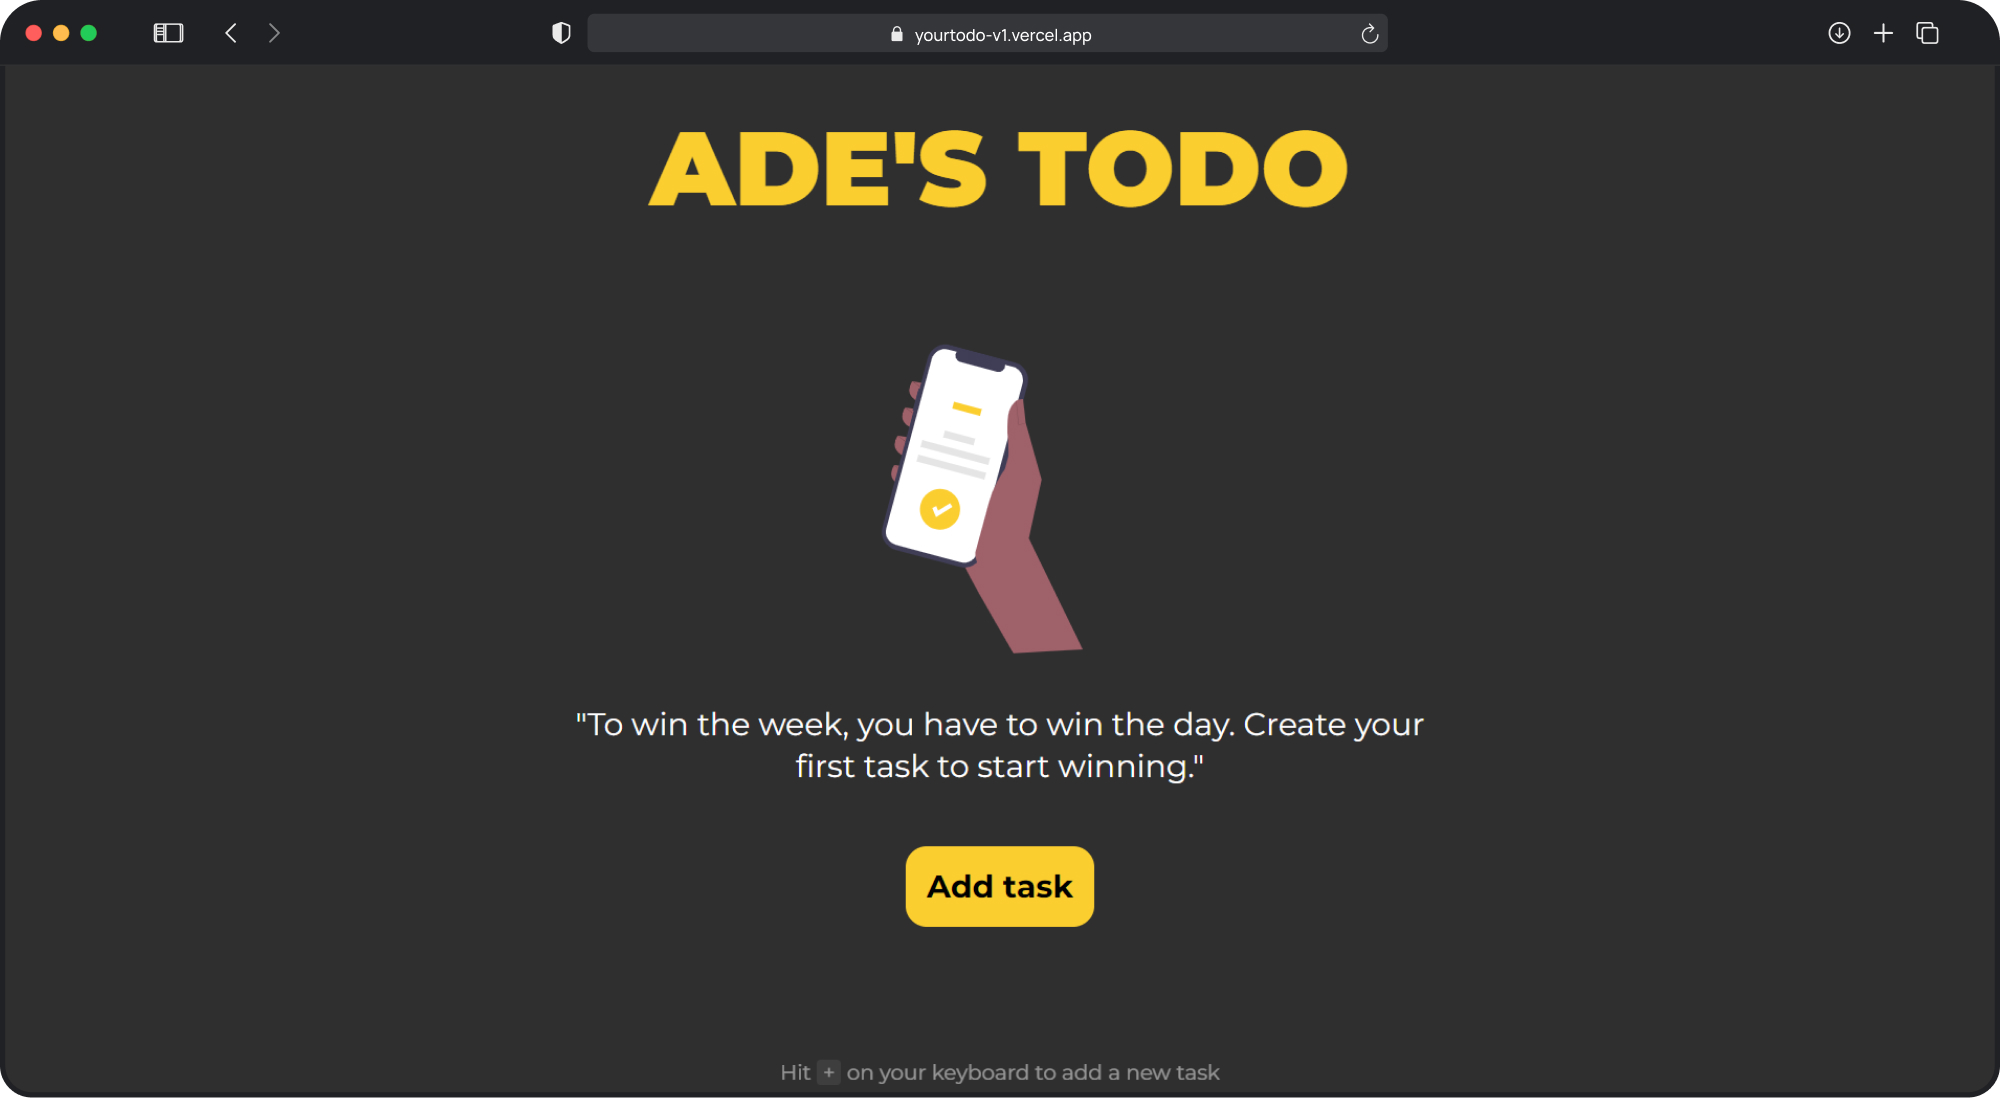 yourtodo-v1.vercel.app
ADE'S TODO
"To win the week, you have to win the day. Create your
first task to start winning."
Add task
Hit + on your keyboard to add a new task